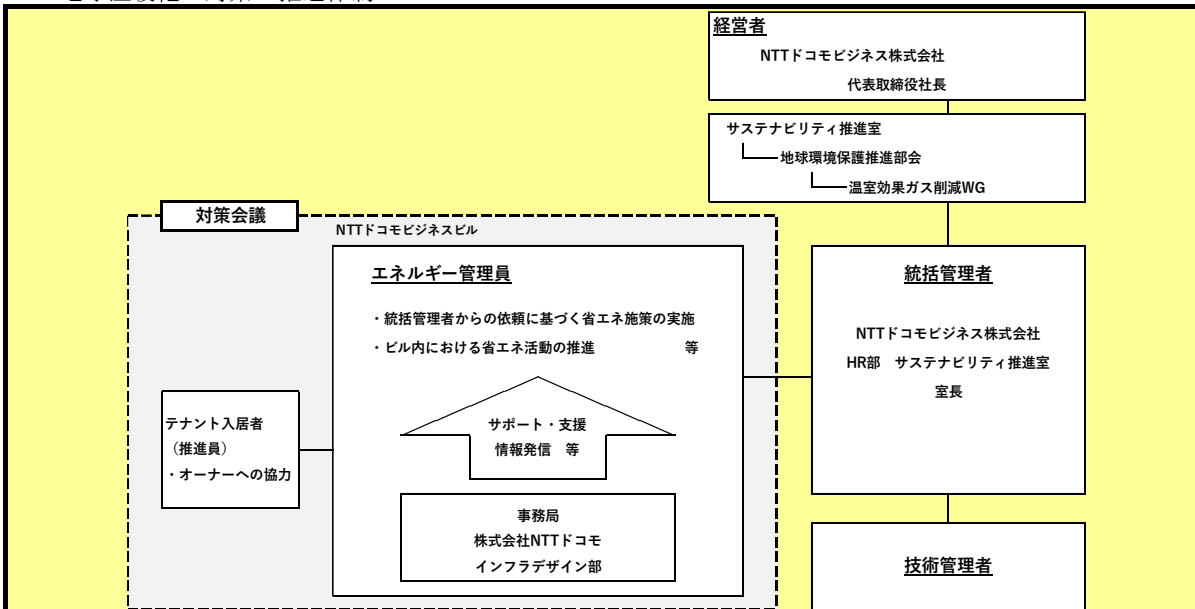 経営者
NTTドコモビジネス株式会社
代表取締役社長
サステナビリティ推進室
地球環境保護推進部会
温室効果ガス削減WG
対策会議
NTTドコモビジネスビル
エネルギー管理員
・統括管理者からの依頼に基づく省エネ施策の実施
・ビル内における省エネ活動の推進　　　　　等
サポート・支援
情報発信　等
事務局
株式会社NTTドコモ
インフラデザイン部
テナント入居者
（推進員）
・オーナーへの協力
統括管理者
NTTドコモビジネス株式会社
HR部　サステナビリティ推進室
室長
技術管理者